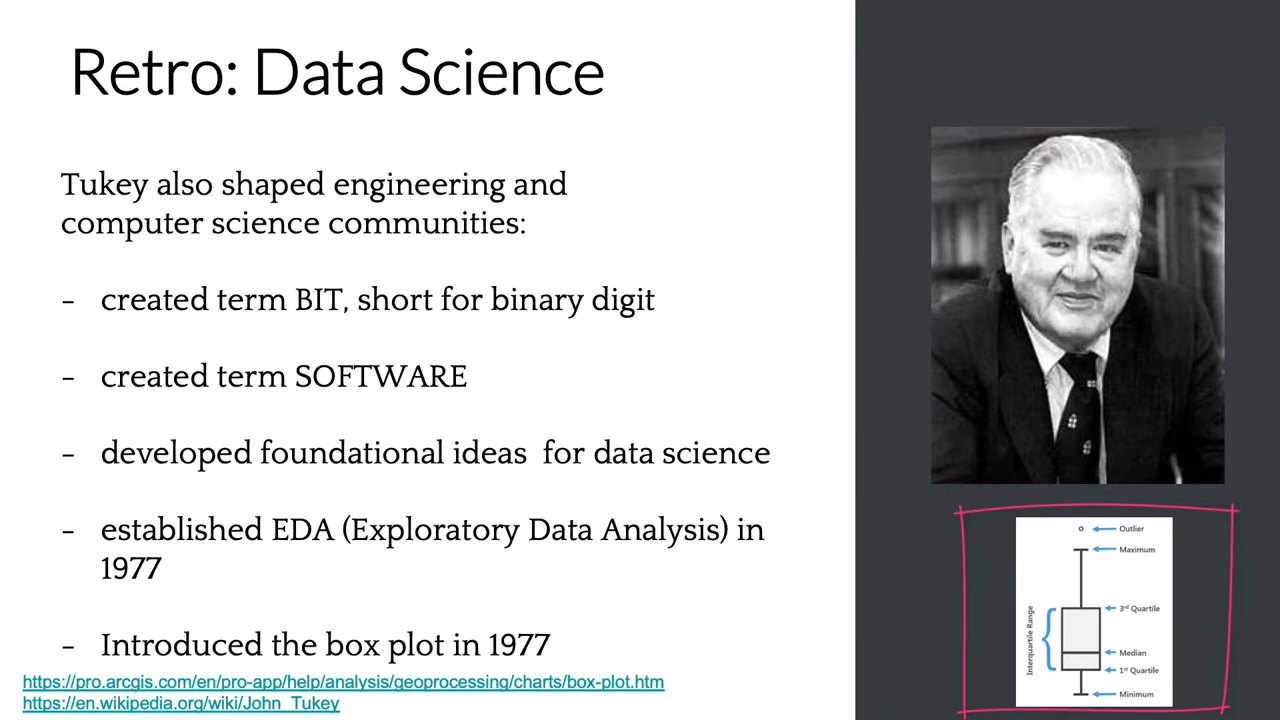 Retro: Data Science
Tukey also shaped engineering and
computer science communities:
- created term BIT, short for binary digit
- created term SOFTWARE
- developed foundational ideas  for data science
- established EDA (Exploratory Data Analysis) in
1977
- Introduced the box plot in 1977
https://pro.arcgis.com/en/pro-app/help/analysis/geoprocessing/charts/box-plot.htm
https://en.wikipedia.org/wiki/John_Tukey
Outlier
Maximum
3rd Quartile
Interquartile Range
Median
1st Quartile
Minimum